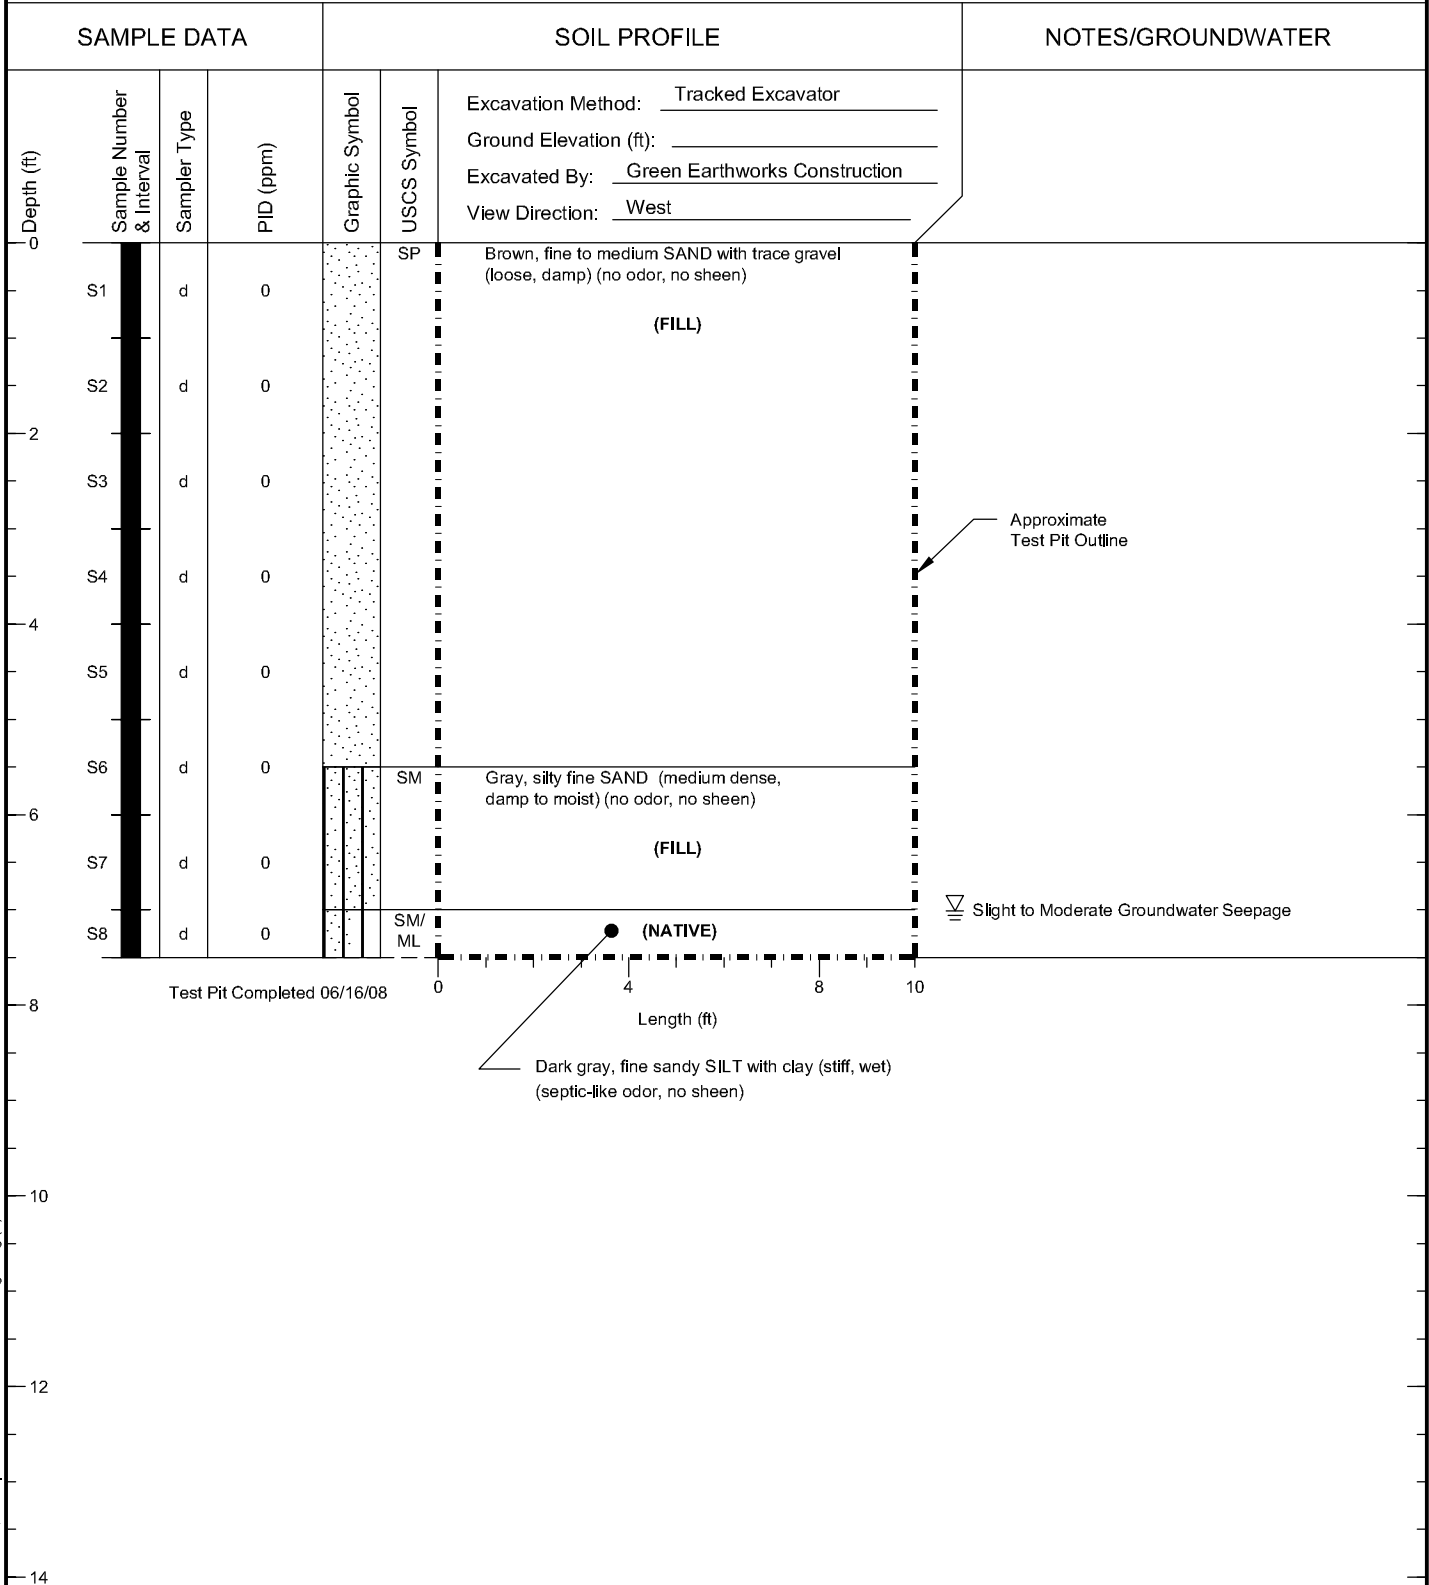 SAMPLE DATA
SOIL PROFILE
NOTES/GROUNDWATER
Depth (ft)
Sample Number
& Interval
Sampler Type
PID (ppm)
Graphic Symbol
USCS Symbol
Excavation Method: Tracked Excavator
Ground Elevation (ft):
Excavated By: Green Earthworks Construction
View Direction: West
0
SP
Brown, fine to medium SAND with trace gravel
(loose, damp) (no odor, no sheen)
S1 d 0
(FILL)
S2 d 0
2
S3 d 0
Approximate
Test Pit Outline
S4 d 0
4
S5 d 0
S6 d 0
SM
Gray, silty fine SAND (medium dense,
damp to moist) (no odor, no sheen)
6
(FILL)
S7 d 0
Slight to Moderate Groundwater Seepage
SM/
ML
S8 d 0
(NATIVE)
Test Pit Completed 06/16/08
0 4 8 10
8
Length (ft)
Dark gray, fine sandy SILT with clay (stiff, wet)
(septic-like odor, no sheen)
10
12
14